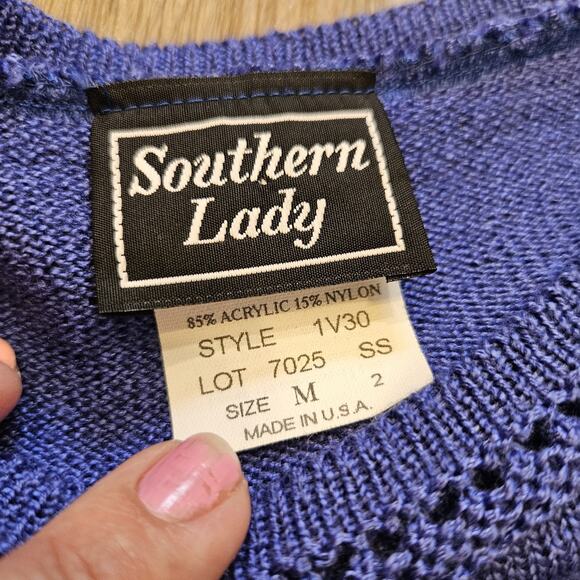 Southern
Lady
85% ACRYLIC 15% NYLON
STYLE 1V30
LOT 7025 SS
SIZE M 2
MADE IN U.S.A.